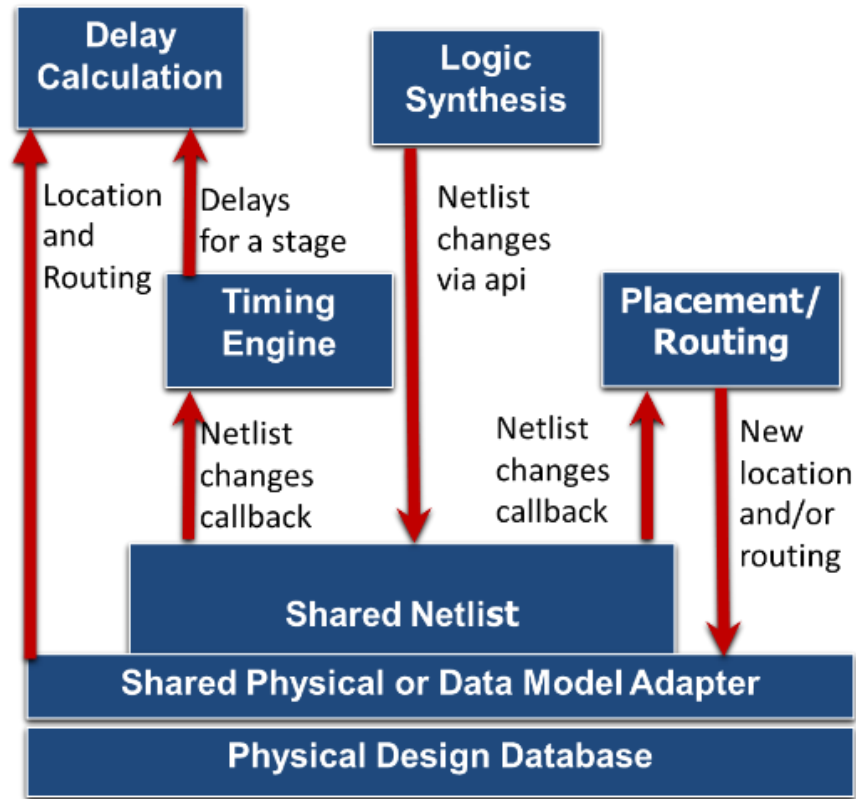 Delay
Calculation
Logic
Synthesis
Location
and
Routing
Delays
for a stage
Netlist
changes
via api
Timing
Engine
Placement/
Routing
Netlist
changes
callback
Netlist
changes
callback
New
location
and/or
routing
Shared Netlist
Shared Physical or Data Model Adapter
Physical Design Database